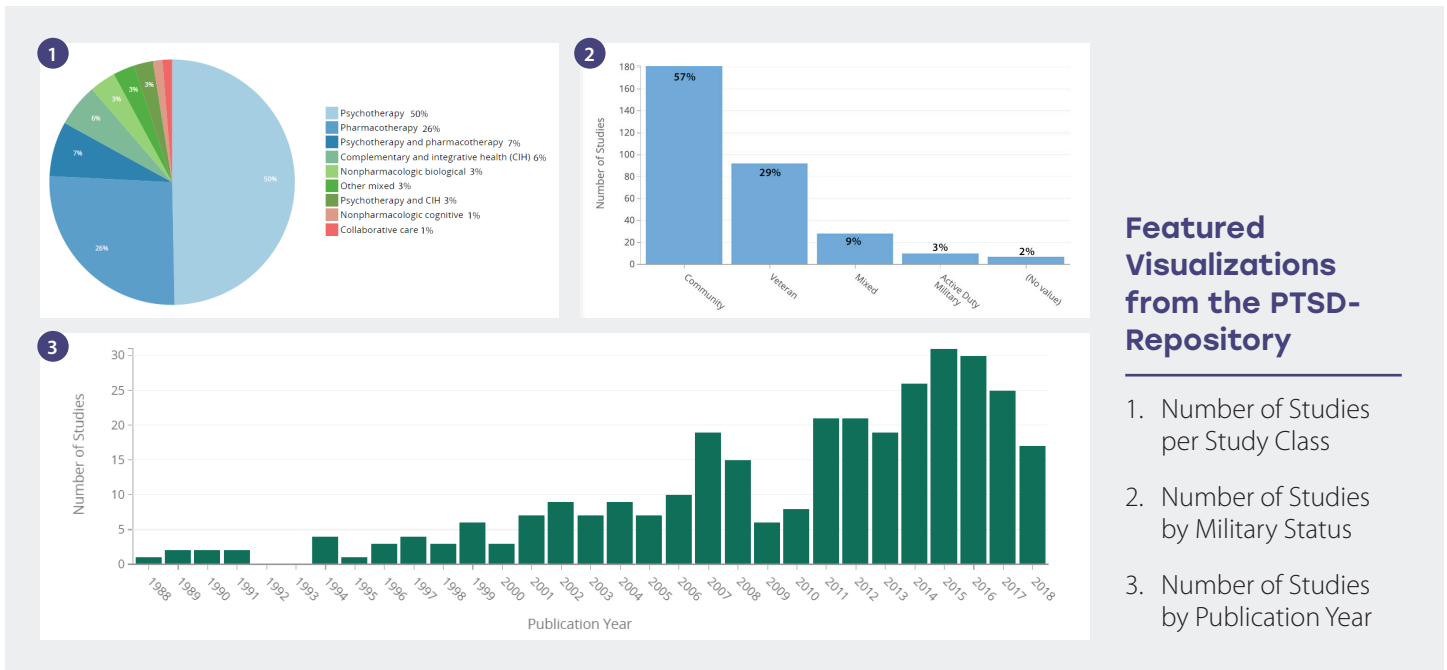 1
3%
3%
3%
6%
7%
50%
26%
Psychotherapy 50%
Pharmacotherapy 26%
Psychotherapy and pharmacotherapy 7%
Complementary and integrative health (CIH) 6%
Nonpharmacologic biological 3%
Other mixed 3%
Psychotherapy and CIH 3%
Nonpharmacologic cognitive 1%
Collaborative care 1%
2
Number of Studies
180
160
140
120
100
80
60
40
20
0
57%
29%
9%
3%
2%
Community
Veteran
Mixed
Active Duty
Military
(No value)
3
Number of Studies
30
25
20
15
10
5
0
1988
1989
1990
1991
1992
1993
1994
1995
1996
1997
1998
1999
2000
2001
2002
2003
2004
2005
2006
2007
2008
2009
2010
2011
2012
2013
2014
2015
2016
2017
2018
Publication Year
Featured
Visualizations
from the PTSD-
Repository
1. Number of Studies
per Study Class
2. Number of Studies
by Military Status
3. Number of Studies
by Publication Year